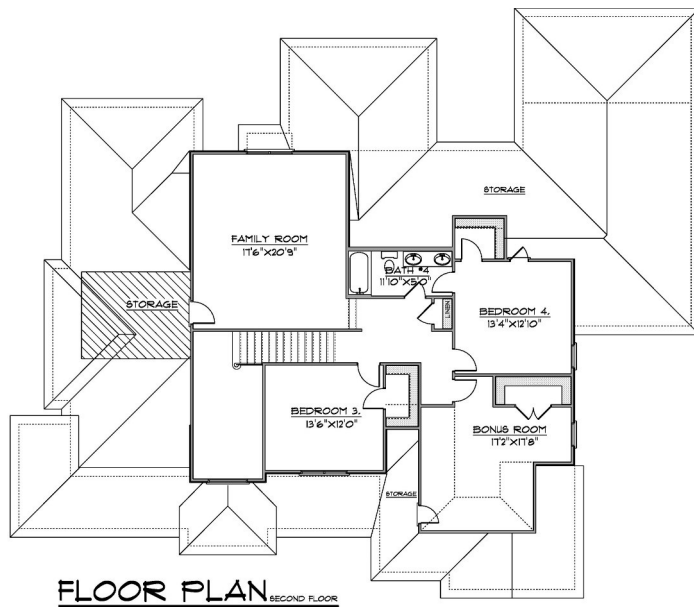 STORAGE
FAMILY ROOM
17'6"X20'9"
BATH #4
11'10"X5'0"
STORAGE
LINEN
BEDROOM 4.
13'4"X12'10"
BEDROOM 3.
13'6"X12'0"
BONUS ROOM
17'2"X17'8"
STORAGE
FLOOR PLAN SECOND FLOOR